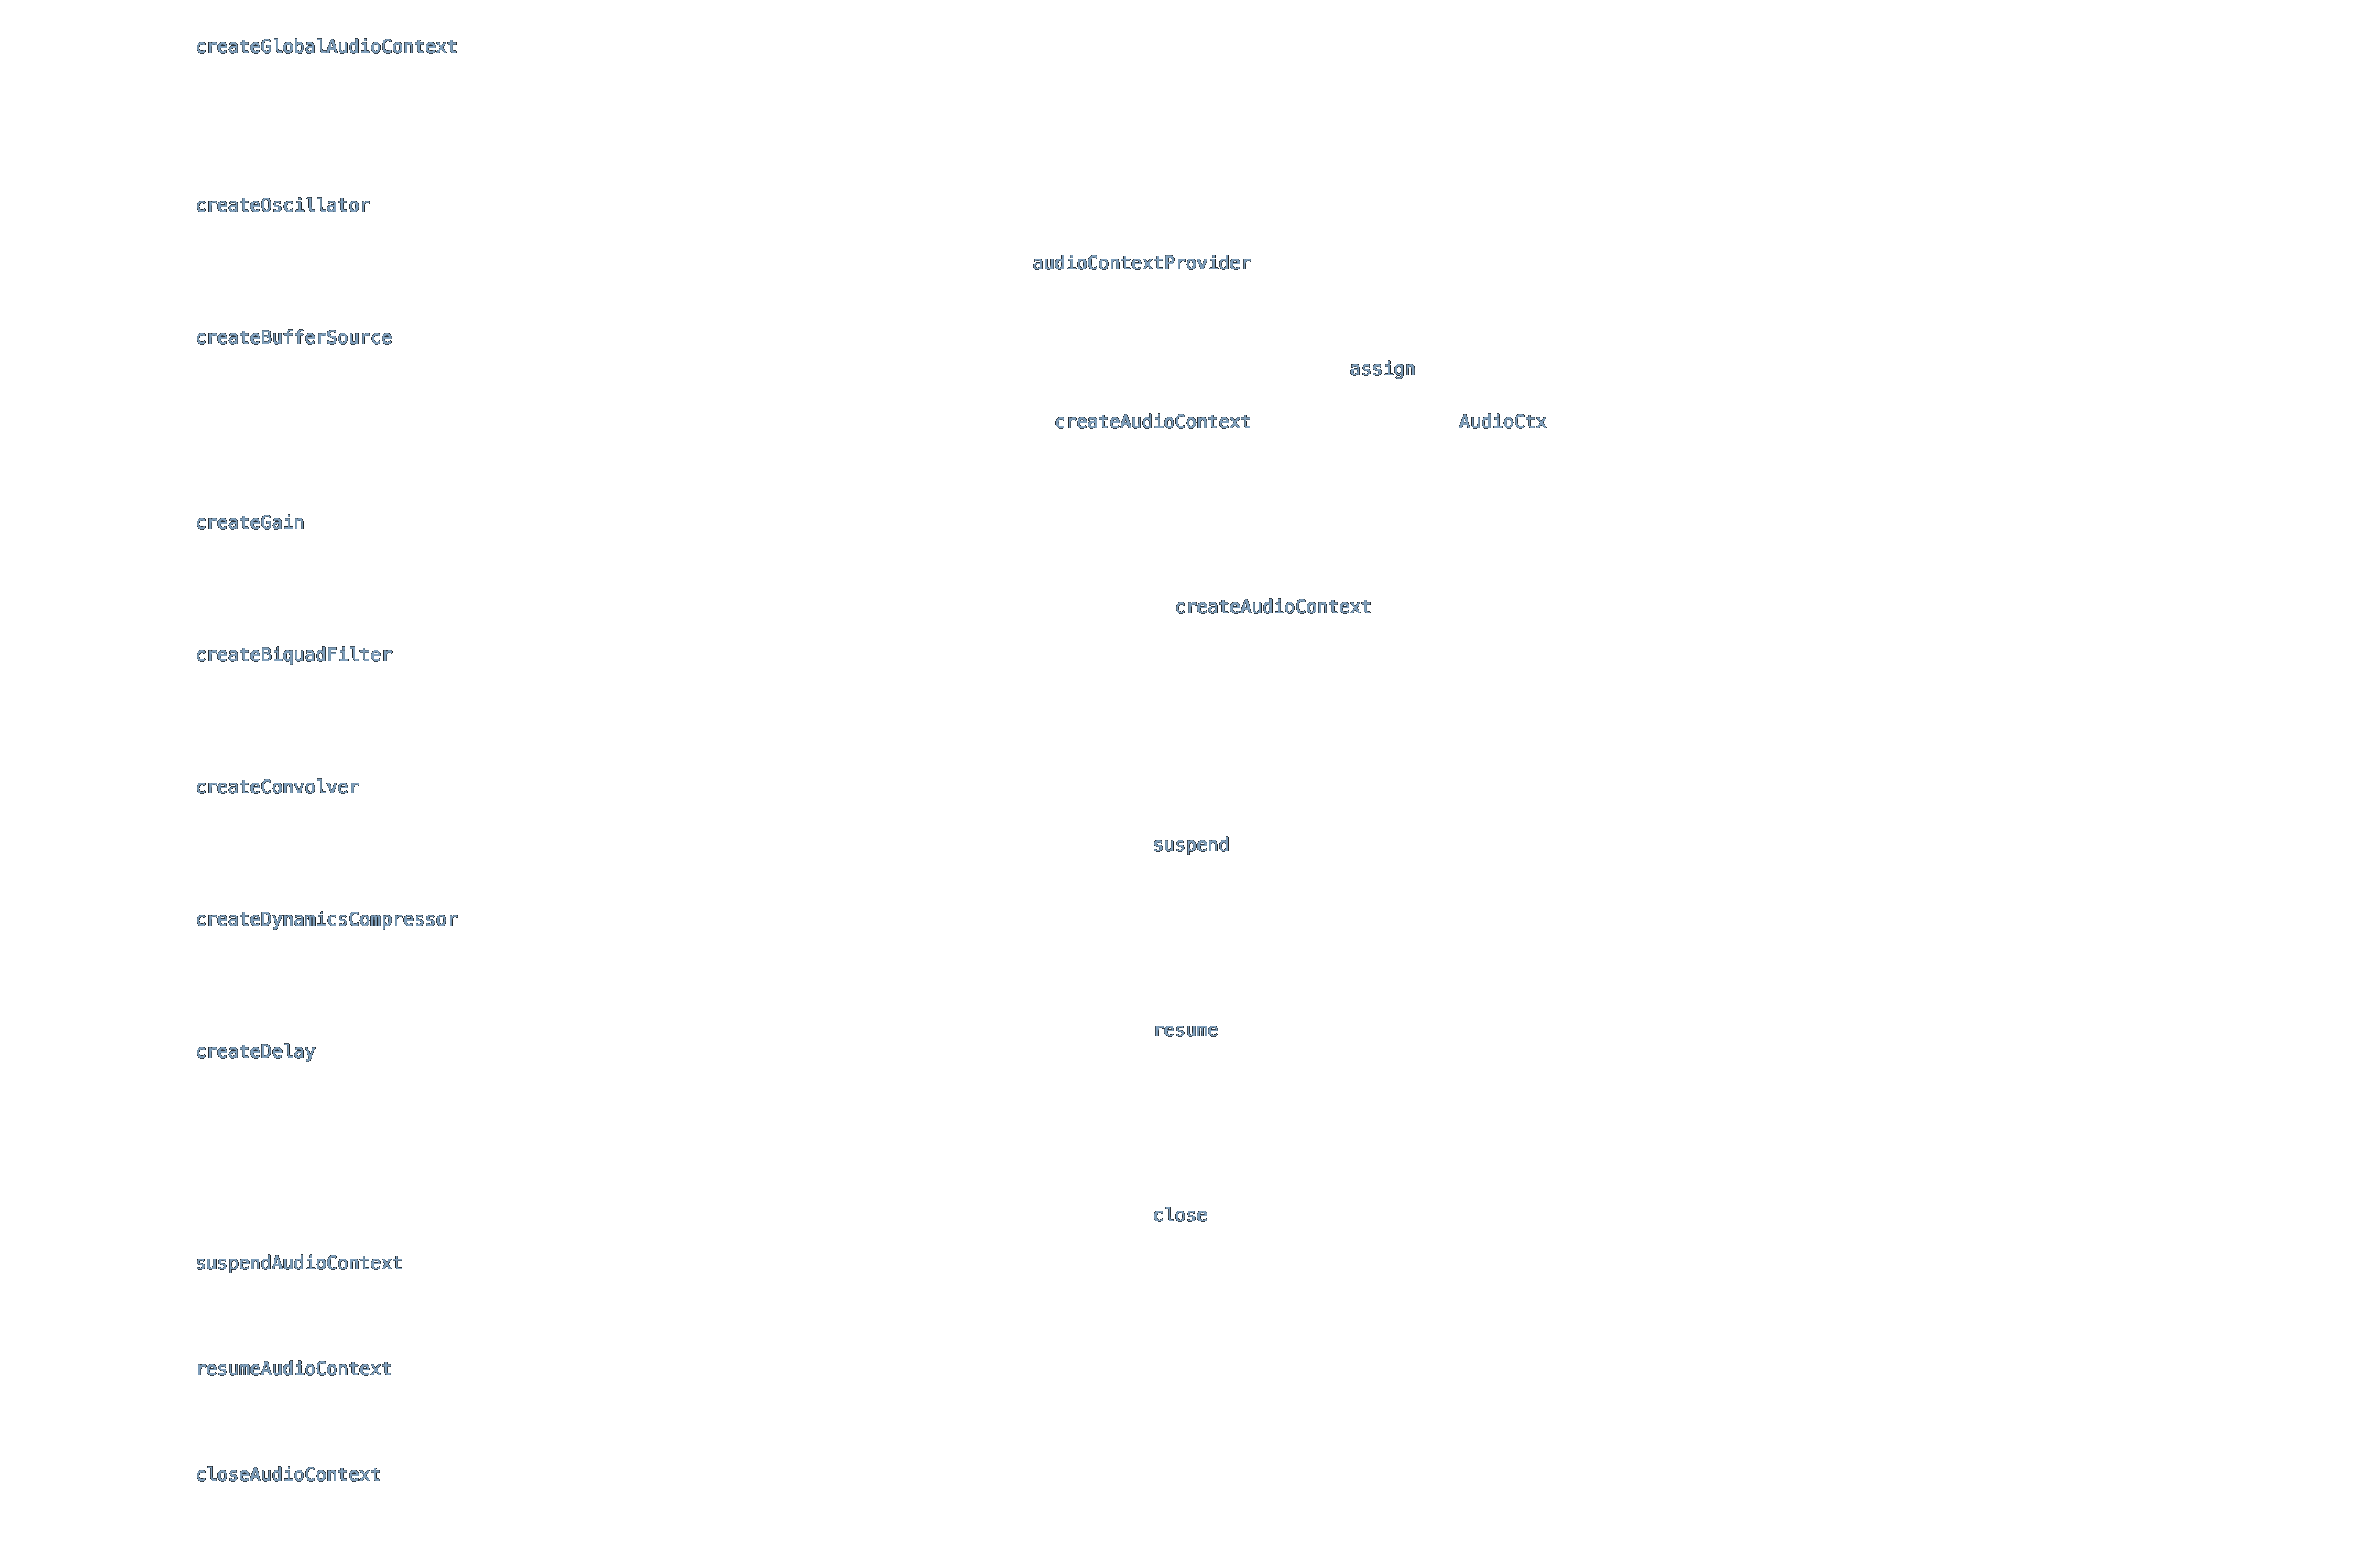 createGlobalAudioContext
createOscillator
createBufferSource
createGain
createBiquadFilter
createConvolver
createDynamicsCompressor
createDelay
suspendAudioContext
resumeAudioContext
closeAudioContext
audioContextProvider
assign
createAudioContext AudioCtx
createAudioContext
suspend
resume
close